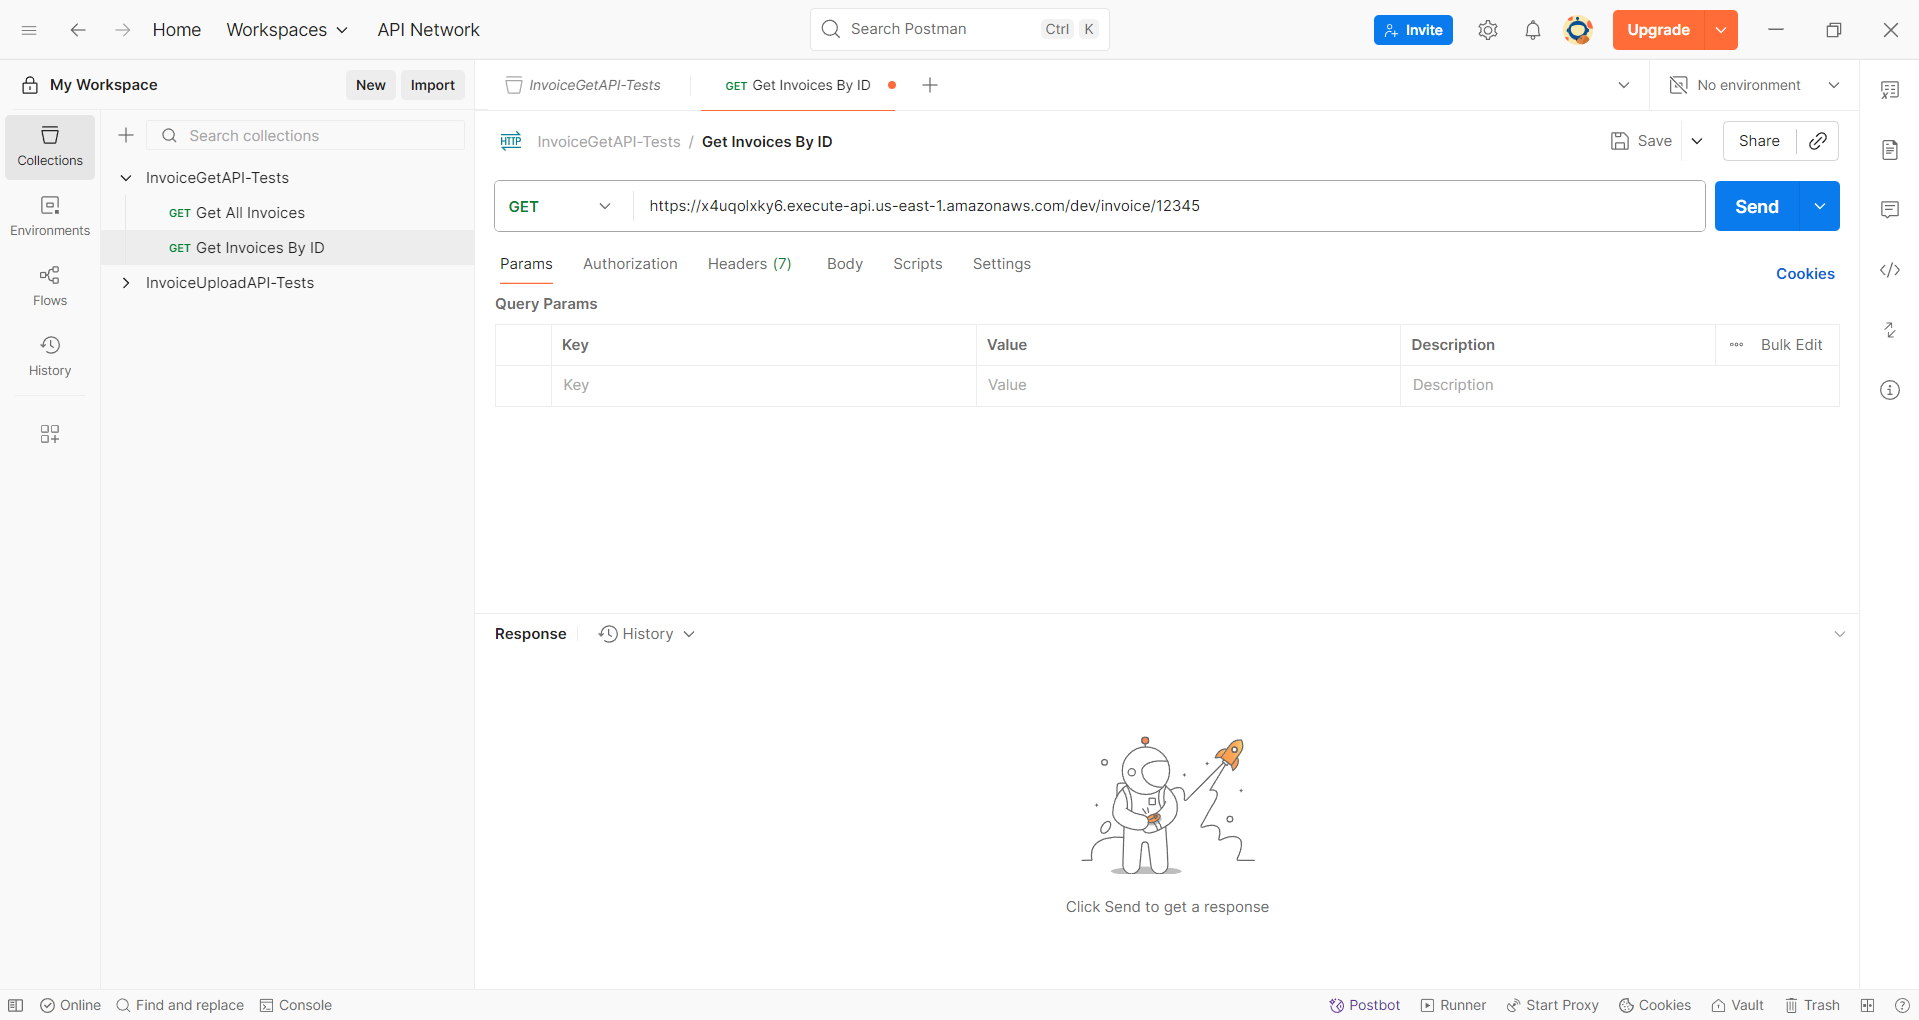 Home Workspaces API Network Search Postman Ctrl K Invite Upgrade
My Workspace New Import
InvoiceGetAPI-Tests GET Get Invoices By ID No environment
Collections
Environments
Flows
History
Search collections
InvoiceGetAPI-Tests
GET Get All Invoices
GET Get Invoices By ID
InvoiceUploadAPI-Tests
HTTP InvoiceGetAPI-Tests / Get Invoices By ID Save Share
GET https://x4uqolxky6.execute-api.us-east-1.amazonaws.com/dev/invoice/12345 Send
Params Authorization Headers (7) Body Scripts Settings Cookies
Query Params
Key Value Description Bulk Edit
Key Value Description
Response History
Click Send to get a response
Online Find and replace Console Postbot Runner Start Proxy Cookies Vault Trash